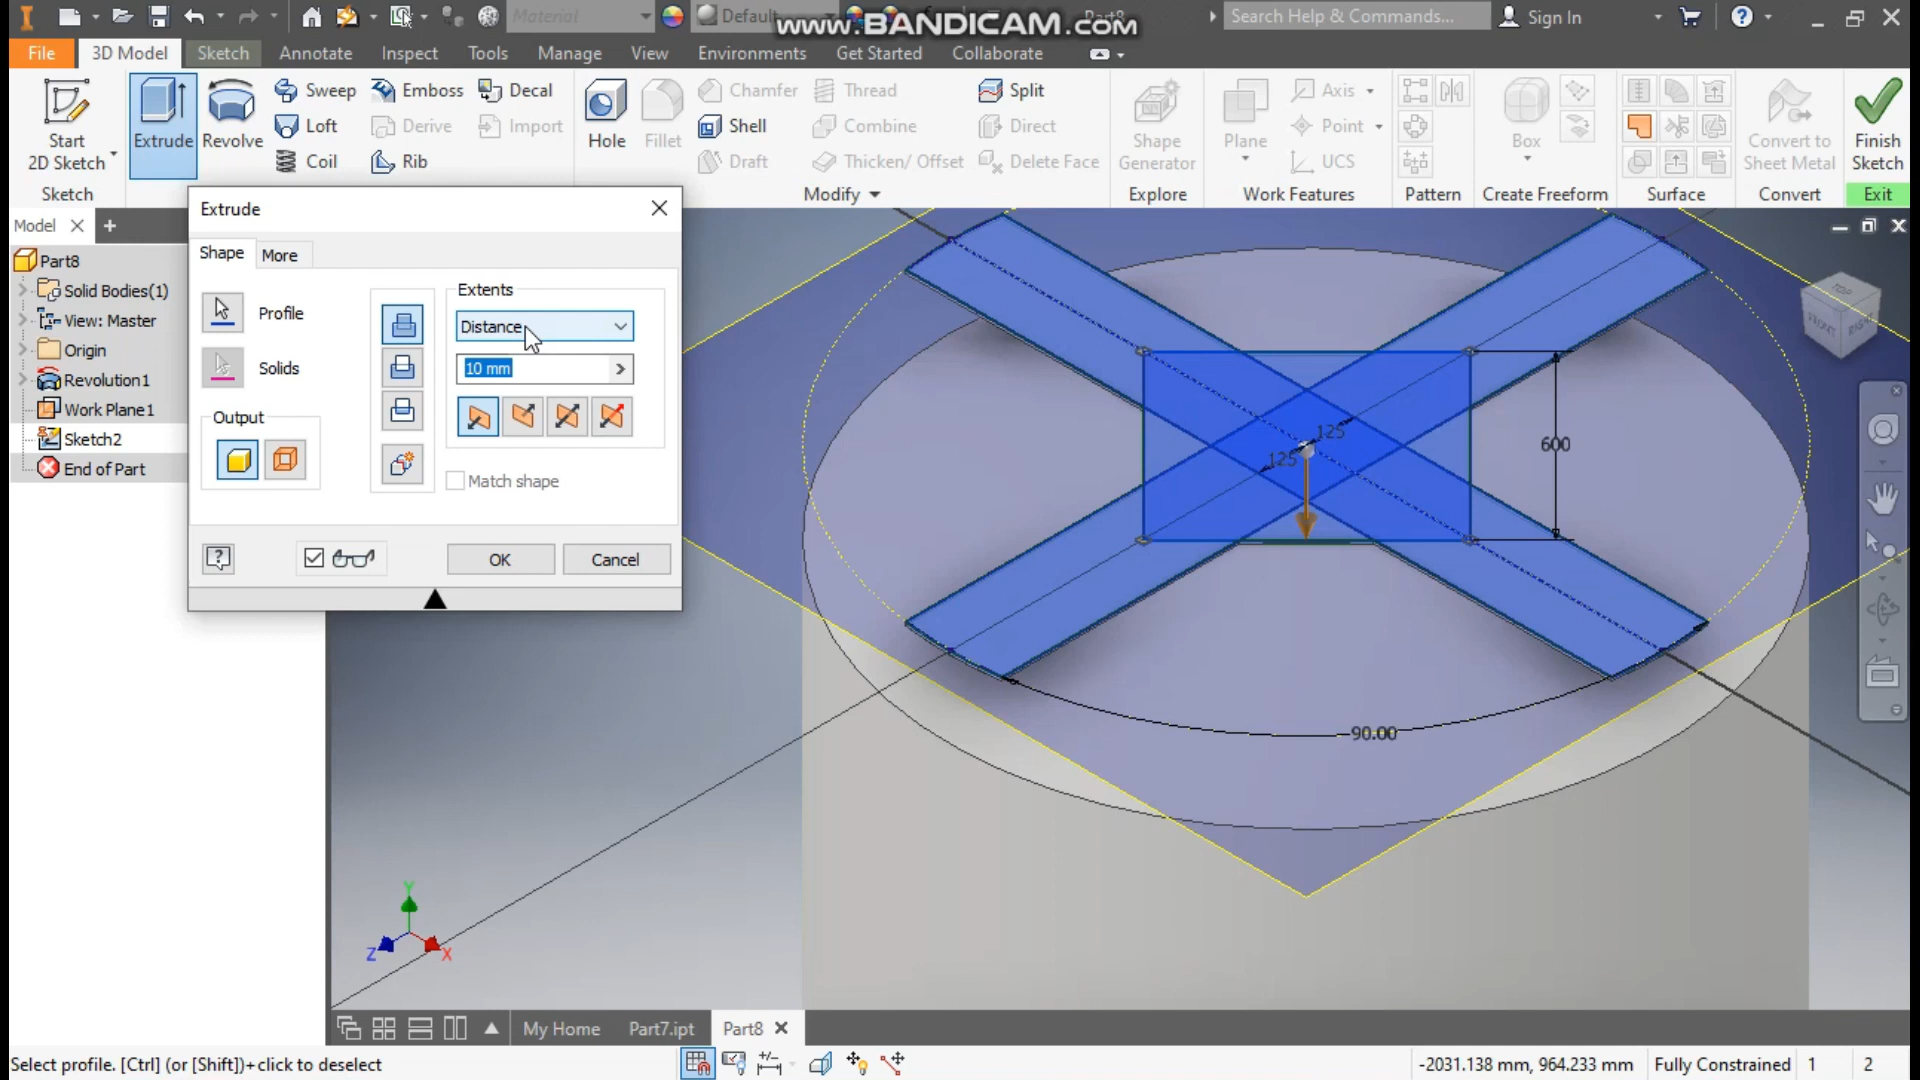 Material
Default
www.BANDICAM.com
Part8
Search Help & Commands...
Sign In
File
3D Model
Sketch
Annotate
Inspect
Tools
Manage
View
Environments
Get Started
Collaborate
Start
2D Sketch
Extrude
Revolve
Sweep
Loft
Coil
Emboss
Derive
Rib
Decal
Import
Hole
Fillet
Chamfer
Shell
Draft
Thread
Combine
Thicken/ Offset
Split
Direct
Delete Face
Shape
Generator
Plane
Axis
Point
UCS
Box
Convert to
Sheet Metal
Finish
Sketch
Sketch
Modify
Explore
Work Features
Pattern
Create Freeform
Surface
Convert
Exit
Model
Part8
Solid Bodies(1)
View: Master
Origin
Revolution1
Work Plane1
Sketch2
End of Part
Extrude
Shape
More
Profile
Solids
Output
Extents
Distance
10 mm
Match shape
OK
Cancel
TOP
FRONT
RIGHT
125
125
600
90.00
Y
Z
X
My Home
Part7.ipt
Part8
Select profile. [Ctrl] (or [Shift])+click to deselect
-2031.138 mm, 964.233 mm
Fully Constrained
1
2